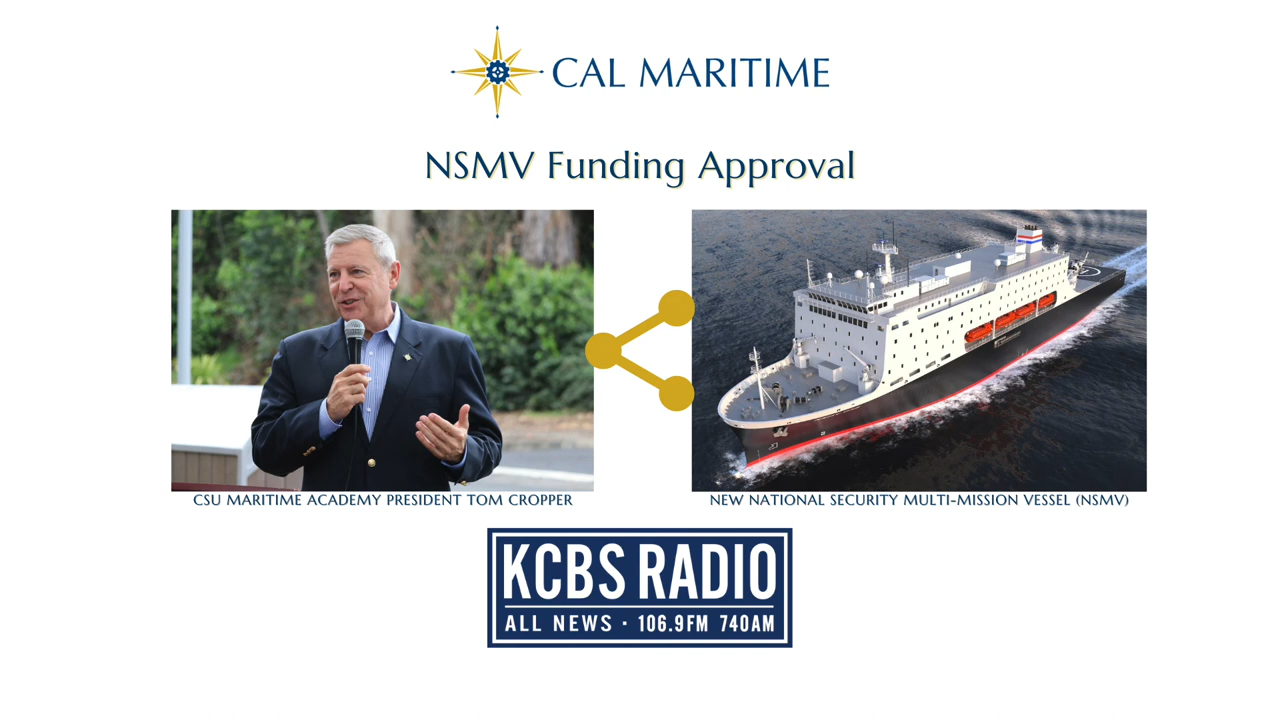 CAL MARITIME
NSMV Funding Approval
CSU MARITIME ACADEMY PRESIDENT TOM CROPPER
NEW NATIONAL SECURITY MULTI-MISSION VESSEL (NSMV)
KCBS RADIO
ALL NEWS · 106.9FM 740AM